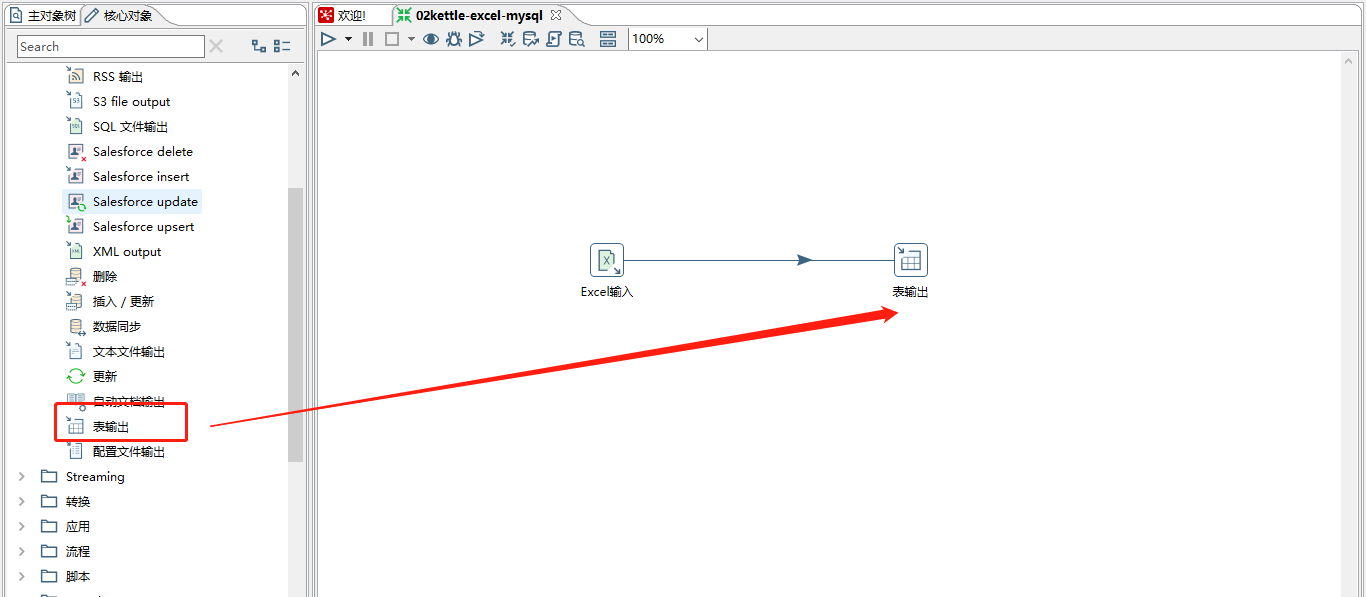 主对象树 核心对象
欢迎! 02kettle-excel-mysql
Search
100%
RSS 输出
S3 file output
SQL 文件输出
Salesforce delete
Salesforce insert
Salesforce update
Salesforce upsert
XML output
删除
插入 / 更新
数据同步
文本文件输出
更新
自动文档输出
表输出
配置文件输出
Streaming
转换
应用
流程
脚本
Excel输入
表输出